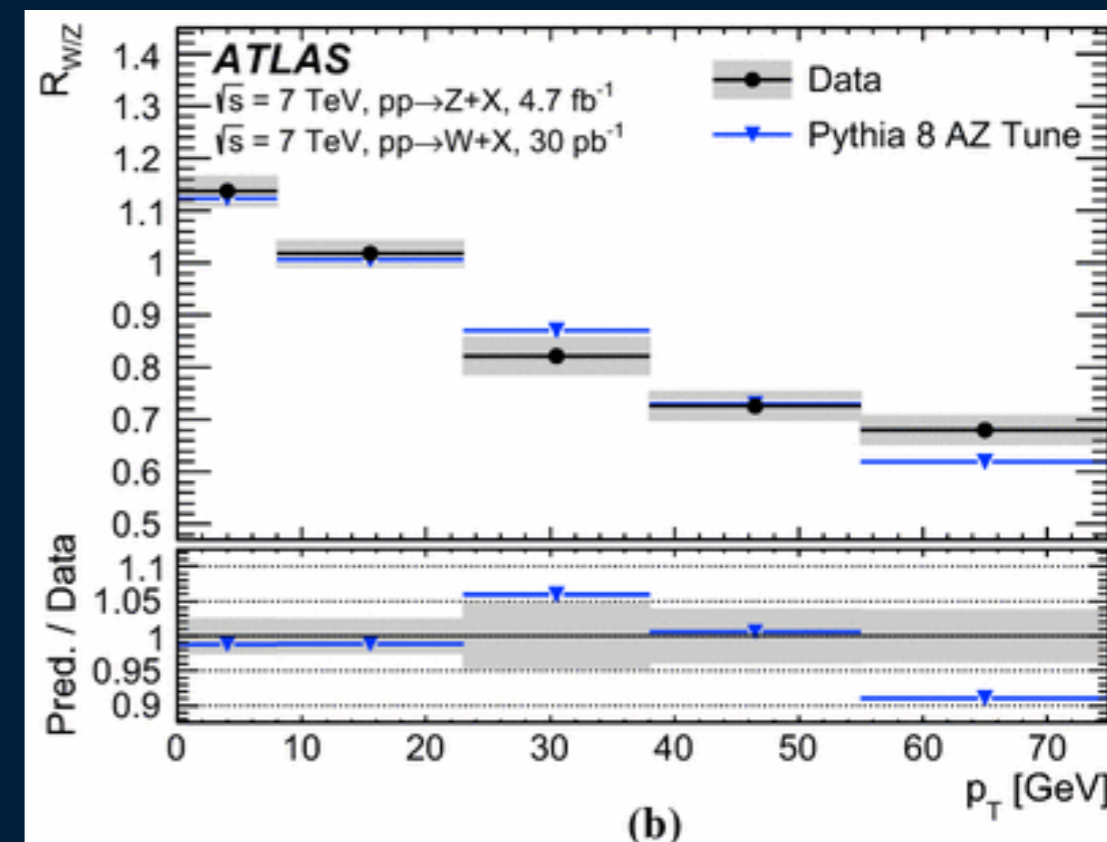 R_W/Z
1.4
1.3
1.2
1.1
1
0.9
0.8
0.7
0.6
0.5
ATLAS
√s = 7 TeV, pp→Z+X, 4.7 fb⁻¹
√s = 7 TeV, pp→W+X, 30 pb⁻¹
Data
Pythia 8 AZ Tune
Pred. / Data
1.1
1.05
1
0.95
0.9
0 10 20 30 40 50 60 70
p_T [GeV]
(b)